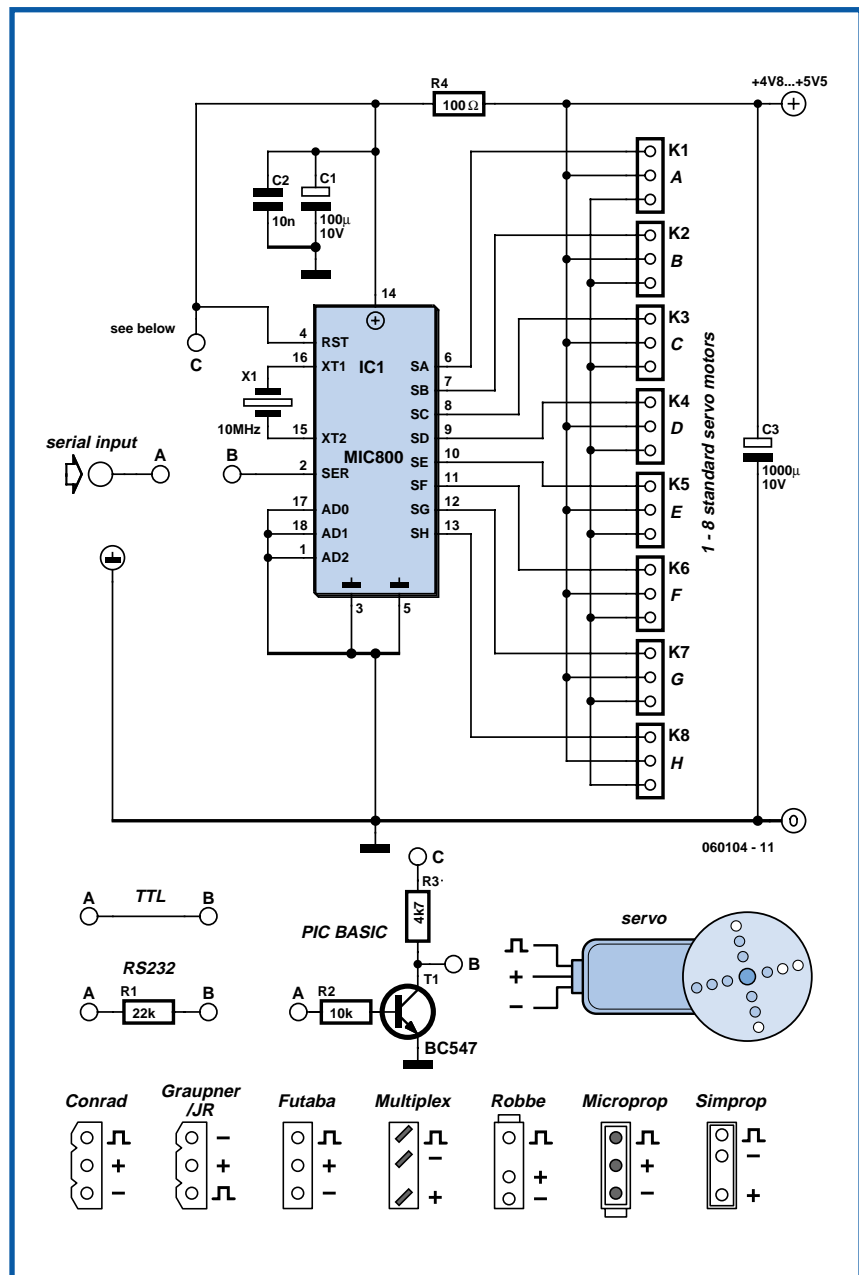 R4
100 Ω
+4V8...+5V5
C2
10n
C1
100µ
10V
see below
C
serial input
A
B
X1
10MHz
14
4
16
15
2
17
18
1
RST
XT1
XT2
SER
AD0
AD1
AD2
IC1
MIC800
SA
SB
SC
SD
SE
SF
SG
SH
6
7
8
9
10
11
12
13
3
5
K1
A
K2
B
K3
C
K4
D
K5
E
K6
F
K7
G
K8
H
1 - 8 standard servo motors
C3
1000µ
10V
0
060104 - 11
A TTL B
RS232
A R1 B
22k
PIC BASIC
C
R3
4k7
B
T1
A R2
10k
BC547
servo
+
−
Conrad
+
−
Graupner
/JR
−
+
Futaba
+
−
Multiplex
−
+
Robbe
+
−
Microprop
+
−
Simprop
−
+